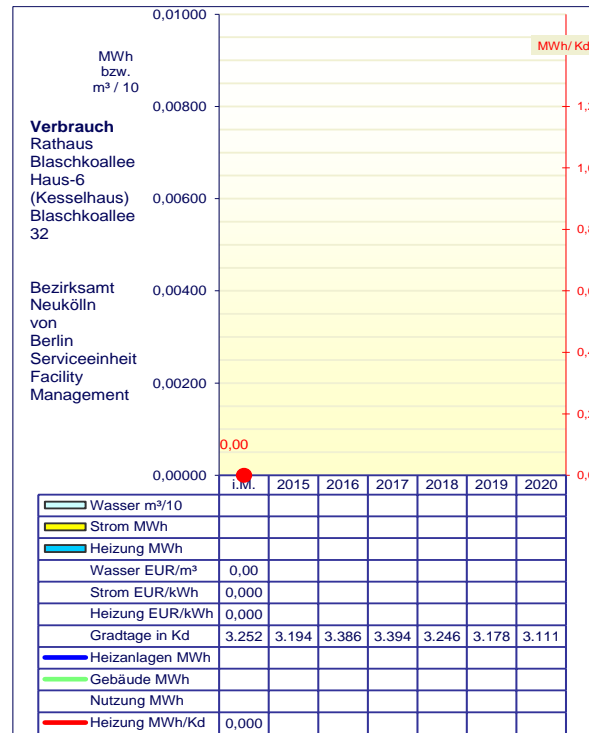 0,01000
MWh/Kd
MWh
bzw.
m³ / 10
0,00800
Verbrauch
Rathaus
Blaschkoallee
Haus-6
(Kesselhaus)
Blaschkoallee
32
0,00600
Bezirksamt
Neukölln
von
Berlin
Serviceeinheit
Facility
Management
0,00400
0,00200
0,00
0,00000
i.M. 2015 2016 2017 2018 2019 2020
Wasser m³/10
Strom MWh
Heizung MWh
Wasser EUR/m³ 0,00
Strom EUR/kWh 0,000
Heizung EUR/kWh 0,000
Gradtage in Kd 3.252 3.194 3.386 3.394 3.246 3.178 3.111
Heizanlagen MWh
Gebäude MWh
Nutzung MWh
Heizung MWh/Kd 0,000